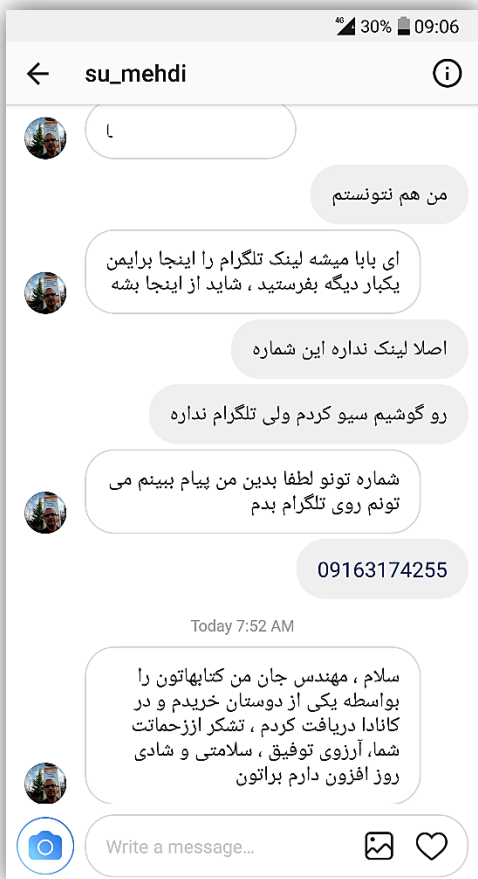 4G 30% 09:06
su_mehdi
من هم نتونستم
ای بابا میشه لینک تلگرام را اینجا برایمن
یکبار دیگه بفرستید ، شاید از اینجا بشه
اصلا لینک نداره این شماره
رو گوشیم سیو کردم ولی تلگرام نداره
شماره تونو لطفا بدین من پیام ببینم می
تونم روی تلگرام بدم
09163174255
Today 7:52 AM
سلام ، مهندس جان من کتابهاتون را
بواسطه یکی از دوستان خریدم و در
کانادا دریافت کردم ، تشکر اززحماتت
شما، آرزوی توفیق ، سلامتی و شادی
روز افزون دارم براتون
Write a message...